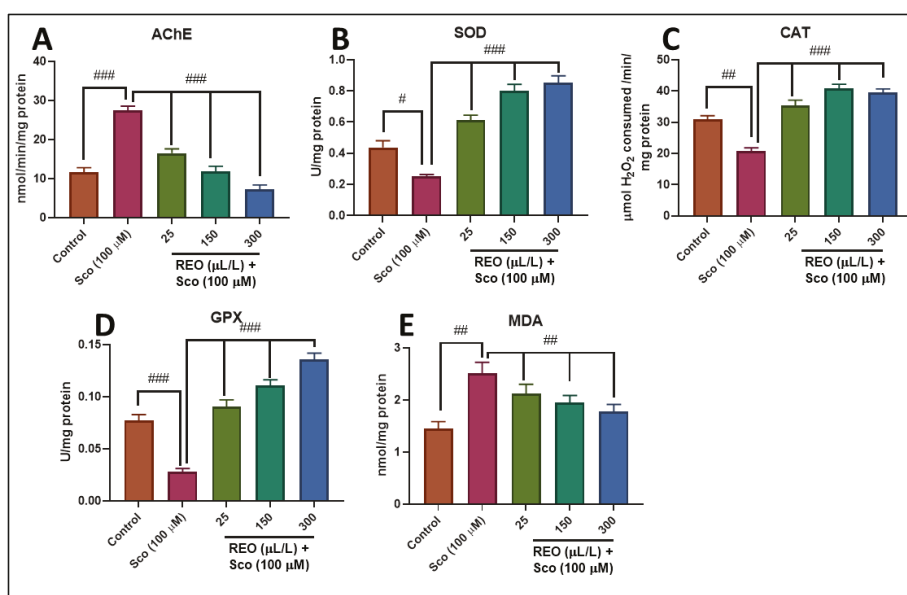 A
AChE
###
###
nmol/min/mg protein
40
30
20
10
0
Control
Sco (100 μM)
25
150
300
REO (μL/L) +
Sco (100 μM)
B
SOD
###
#
U/mg protein
1.0
0.8
0.6
0.4
0.2
0.0
Control
Sco (100 μM)
25
150
300
REO (μL/L) +
Sco (100 μM)
C
CAT
###
##
μmol H₂O₂ consumed /min/
mg protein
50
40
30
20
10
0
Control
Sco (100 μM)
25
150
300
REO (μL/L) +
Sco (100 μM)
D
GPX
###
###
U/mg protein
0.15
0.10
0.05
0.00
Control
Sco (100 μM)
25
150
300
REO (μL/L) +
Sco (100 μM)
E
MDA
##
##
nmol/mg protein
3
2
1
0
Control
Sco (100 μM)
25
150
300
REO (μL/L) +
Sco (100 μM)